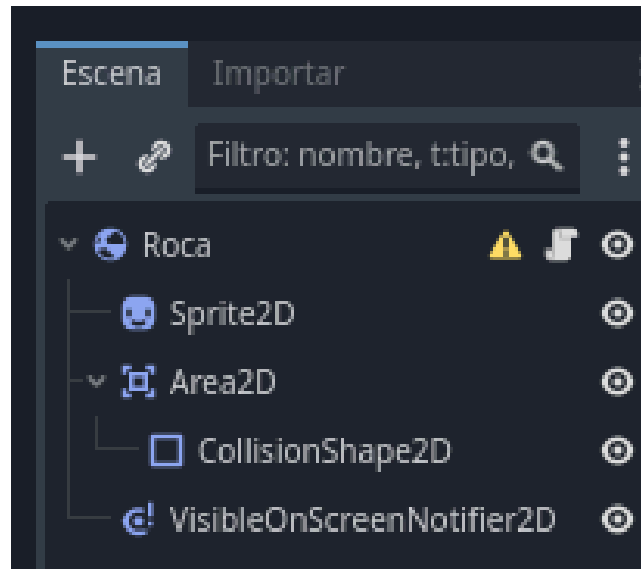 Escena Importar
Filtro: nombre, t:tipo,
Roca
Sprite2D
Area2D
CollisionShape2D
VisibleOnScreenNotifier2D